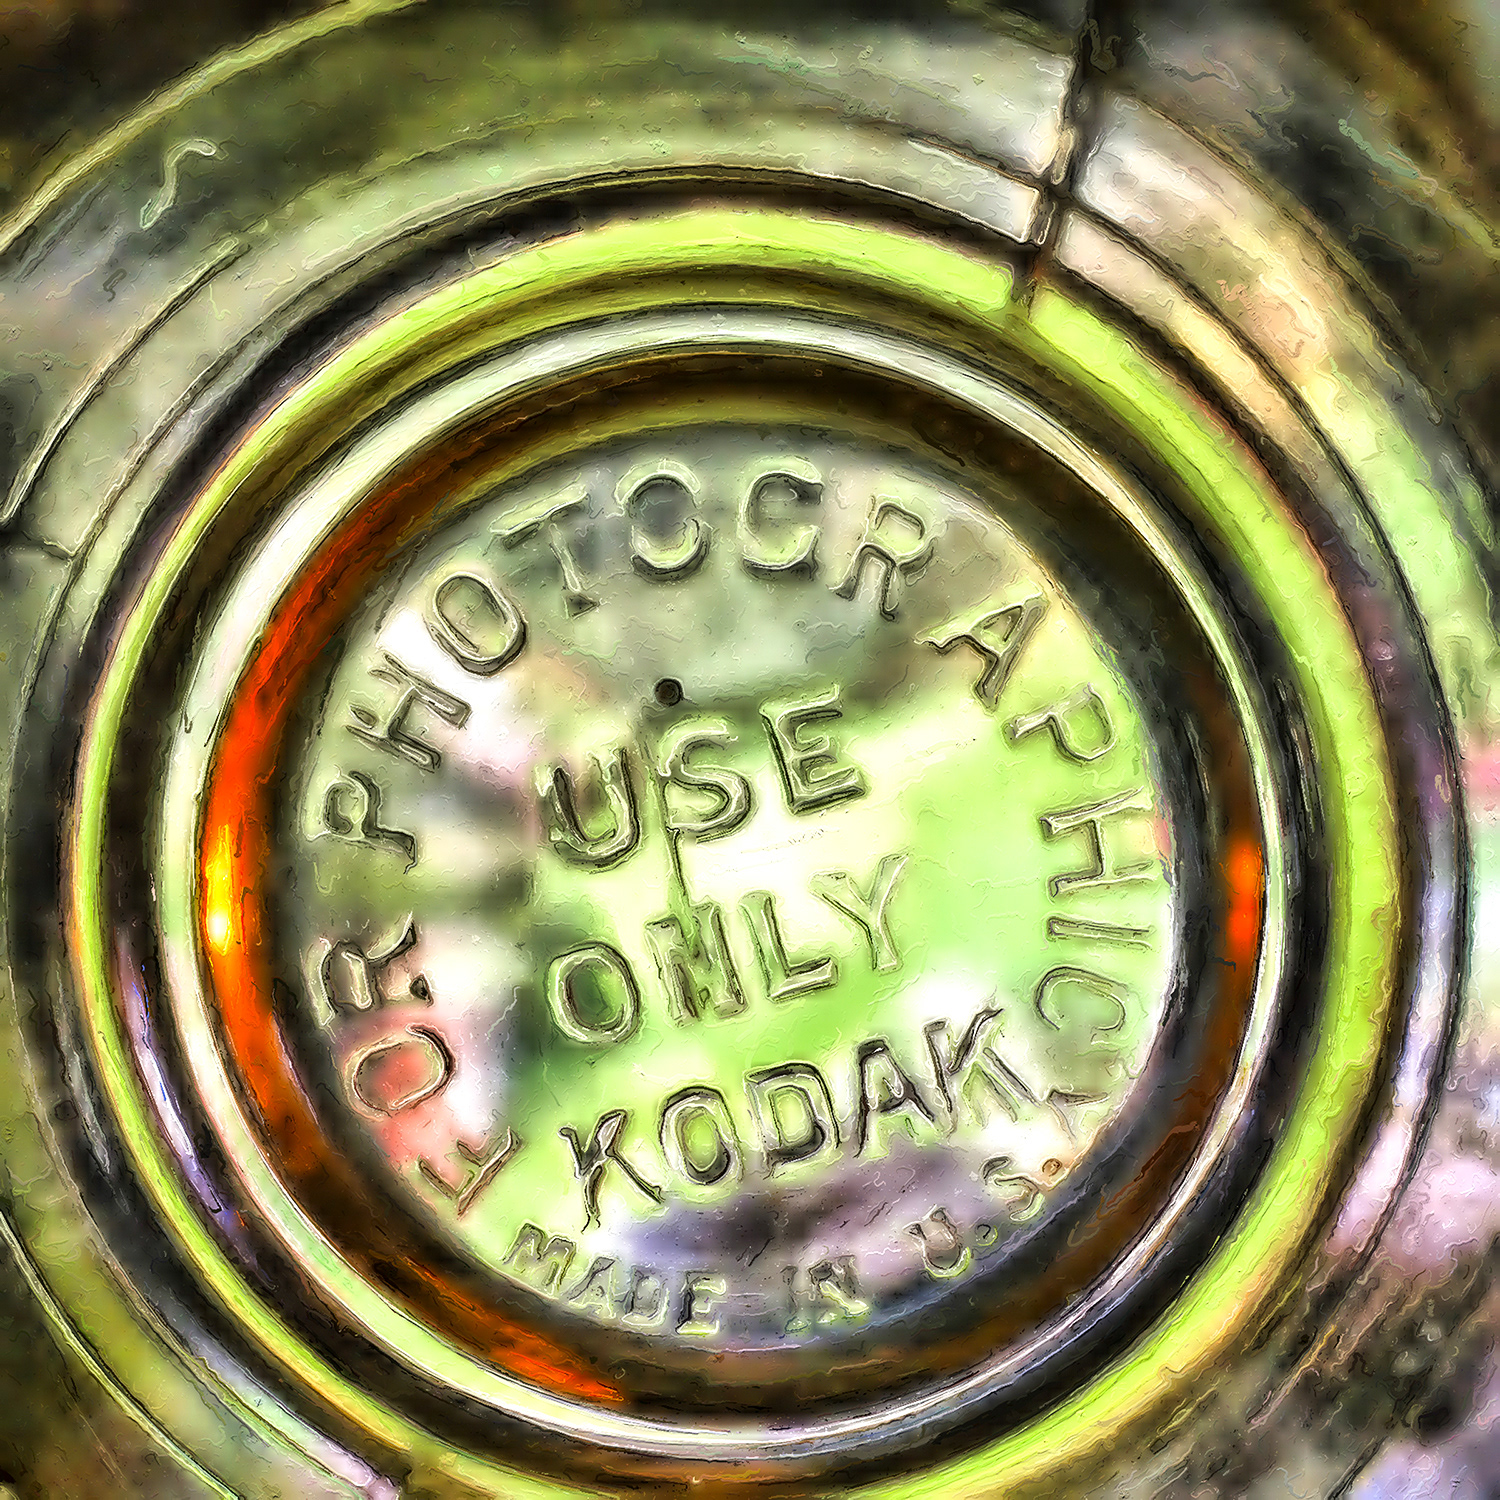 FOR PHOTOGRAPHIC
USE
ONLY
KODAK
MADE IN U.S.